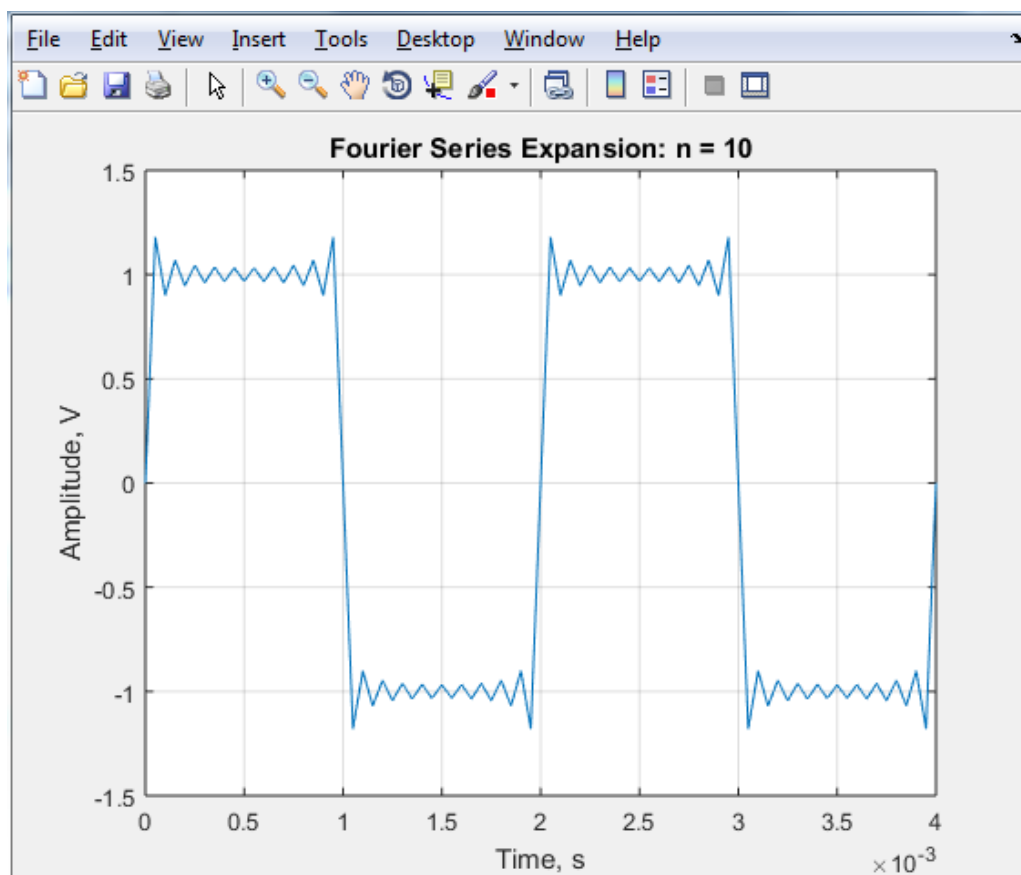 File Edit View Insert Tools Desktop Window Help
Fourier Series Expansion: n = 10
1.5
1
0.5
0
-0.5
-1
-1.5
Amplitude, V
0 0.5 1 1.5 2 2.5 3 3.5 4
Time, s
×10-3